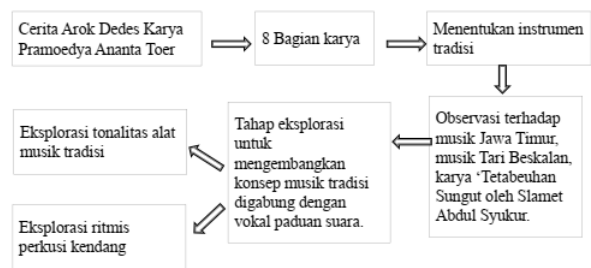 Cerita Arok Dedes Karya
Pramoedya Ananta Toer
8 Bagian karya
Menentukan instrumen
tradisi
Observasi terhadap
musik Jawa Timur,
musik Tari Beskalan,
karya ‘Tetabeuhan
Sungut oleh Slamet
Abdul Syukur.
Tahap eksplorasi
untuk
mengembangkan
konsep musik tradisi
digabung dengan
vokal paduan suara.
Eksplorasi tonalitas alat
musik tradisi
Eksplorasi ritmis
perkusi kendang